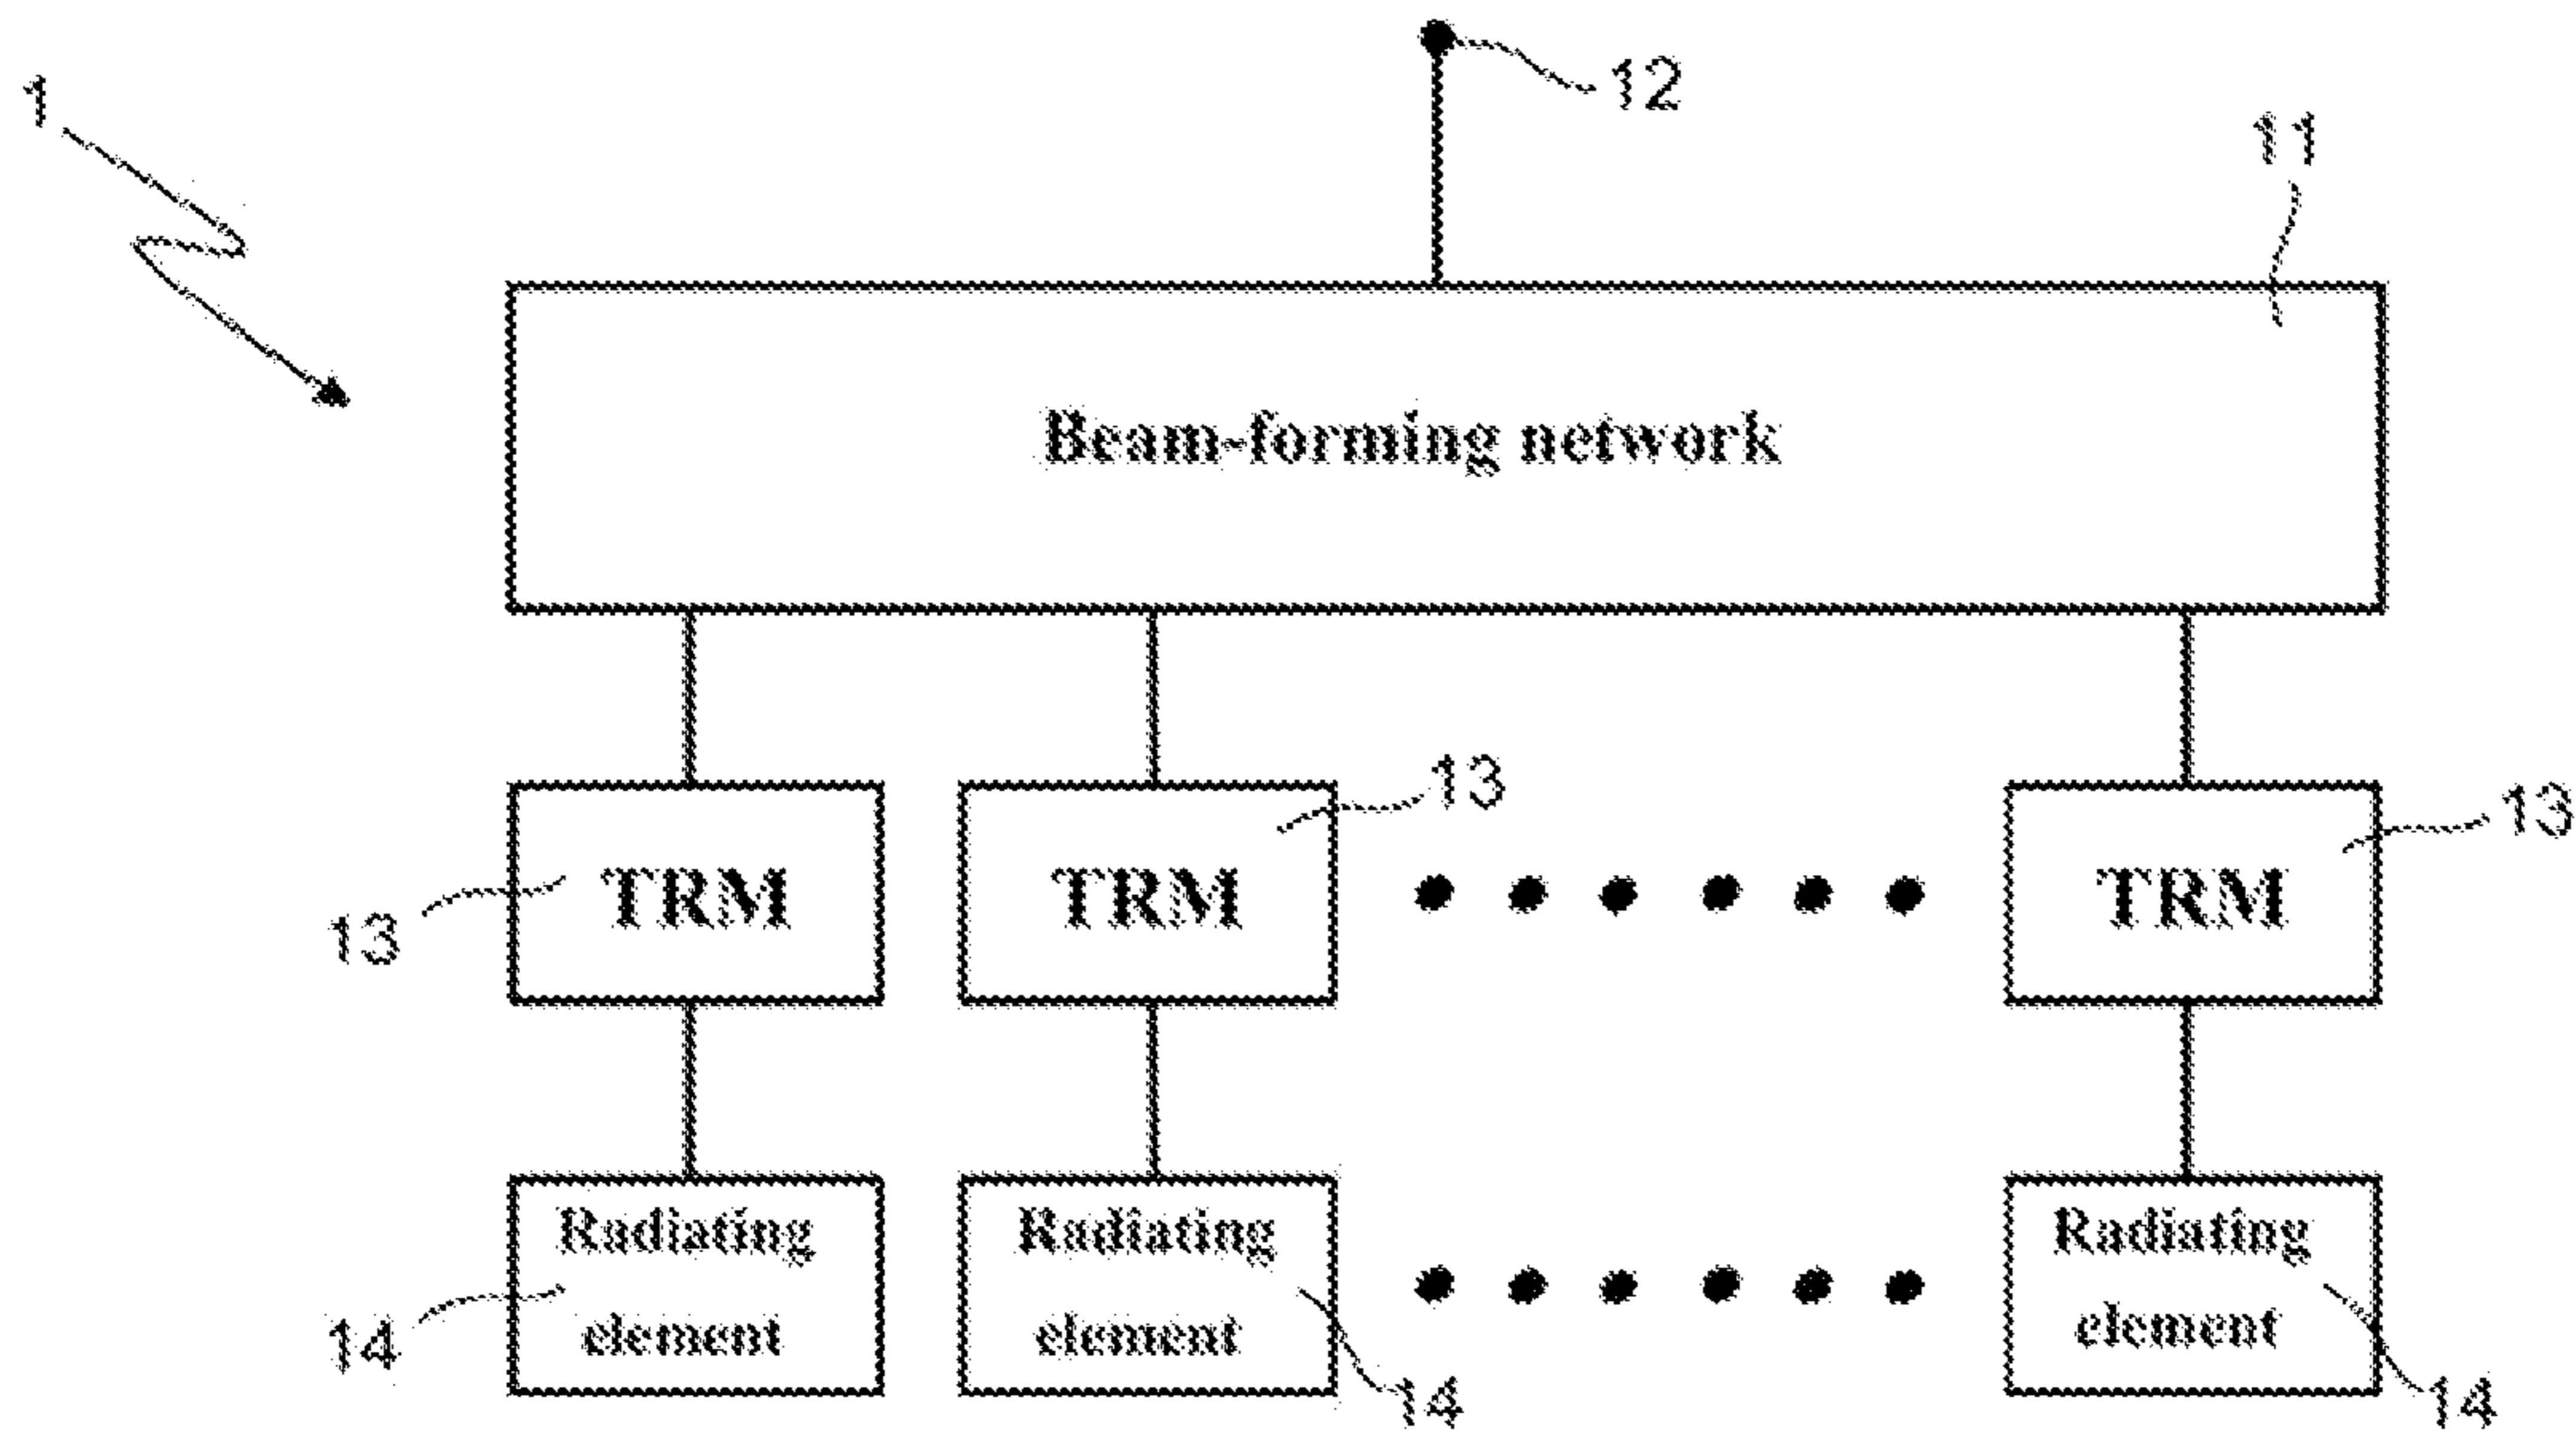 1
12
11
Beam-forming network
13
13
13
TRM
TRM
TRM
Radiating
element
Radiating
element
Radiating
element
14
14
14